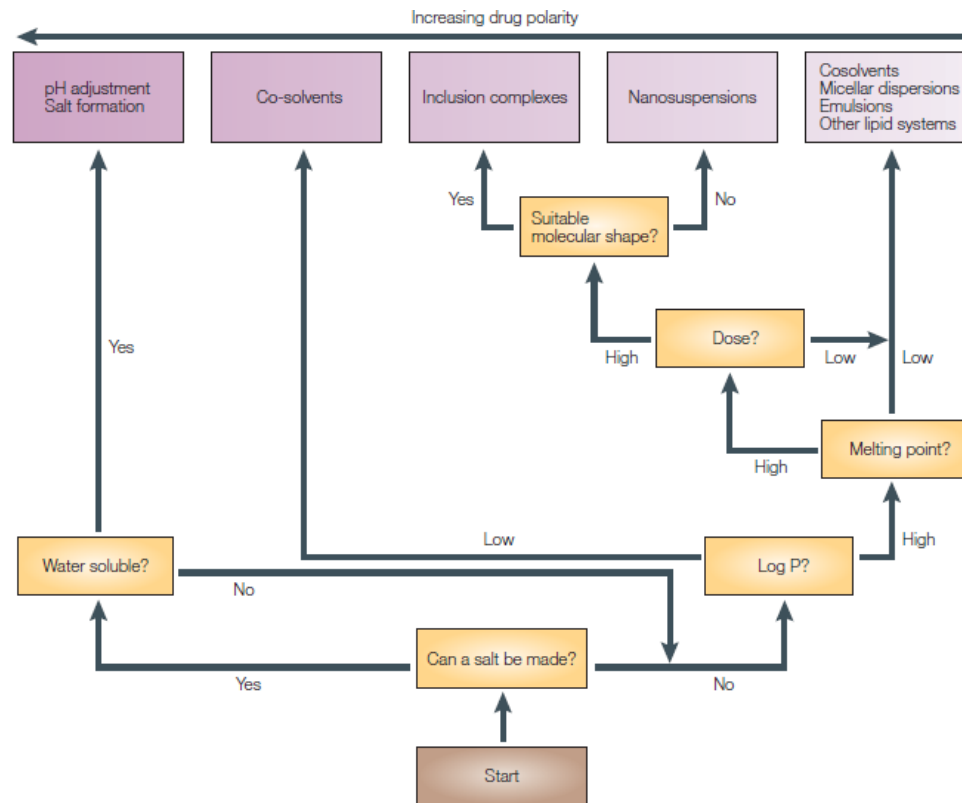 Increasing drug polarity
pH adjustment
Salt formation
Co-solvents
Inclusion complexes
Nanosuspensions
Cosolvents
Micellar dispersions
Emulsions
Other lipid systems
Yes
No
Suitable
molecular shape?
Yes
Dose?
High
Low
Low
Melting point?
High
Low
High
Water soluble?
No
Log P?
Can a salt be made?
Yes
No
Start